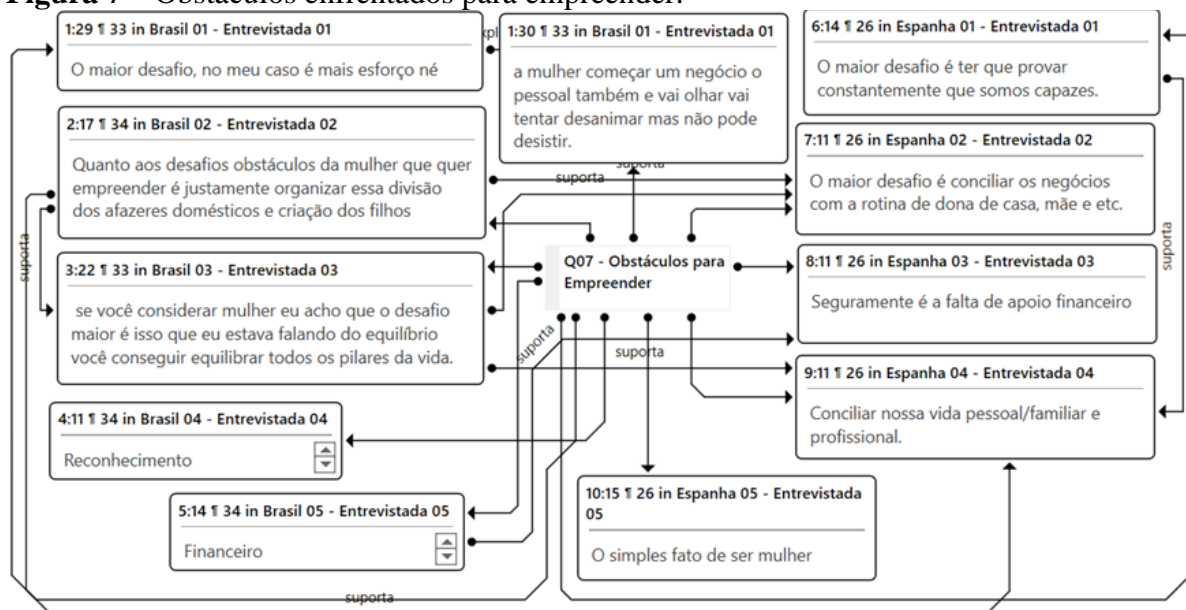 Figura 7 – Obstáculos enfrentados para empreender.
1:29 ¶ 33 in Brasil 01 - Entrevistada 01
O maior desafio, no meu caso é mais esforço né
1:30 ¶ 33 in Brasil 01 - Entrevistada 01
a mulher começar um negócio o
pessoal também e vai olhar vai
tentar desanimar mas não pode
desistir.
6:14 ¶ 26 in Espanha 01 - Entrevistada 01
O maior desafio é ter que provar
constantemente que somos capazes.
2:17 ¶ 34 in Brasil 02 - Entrevistada 02
Quanto aos desafios obstáculos da mulher que quer
empreender é justamente organizar essa divisão
dos afazeres domésticos e criação dos filhos
7:11 ¶ 26 in Espanha 02 - Entrevistada 02
O maior desafio é conciliar os negócios
com a rotina de dona de casa, mãe e etc.
suporta
suporta
suporta
suporta
3:22 ¶ 33 in Brasil 03 - Entrevistada 03
se você considerar mulher eu acho que o desafio
maior é isso que eu estava falando do equilíbrio
você conseguir equilibrar todos os pilares da vida.
Q07 - Obstáculos para
Empreender
8:11 ¶ 26 in Espanha 03 - Entrevistada 03
Seguramente é a falta de apoio financeiro
suporta
suporta
9:11 ¶ 26 in Espanha 04 - Entrevistada 04
Conciliar nossa vida pessoal/familiar e
profissional.
4:11 ¶ 34 in Brasil 04 - Entrevistada 04
Reconhecimento
5:14 ¶ 34 in Brasil 05 - Entrevistada 05
Financeiro
10:15 ¶ 26 in Espanha 05 - Entrevistada
05
O simples fato de ser mulher
suporta